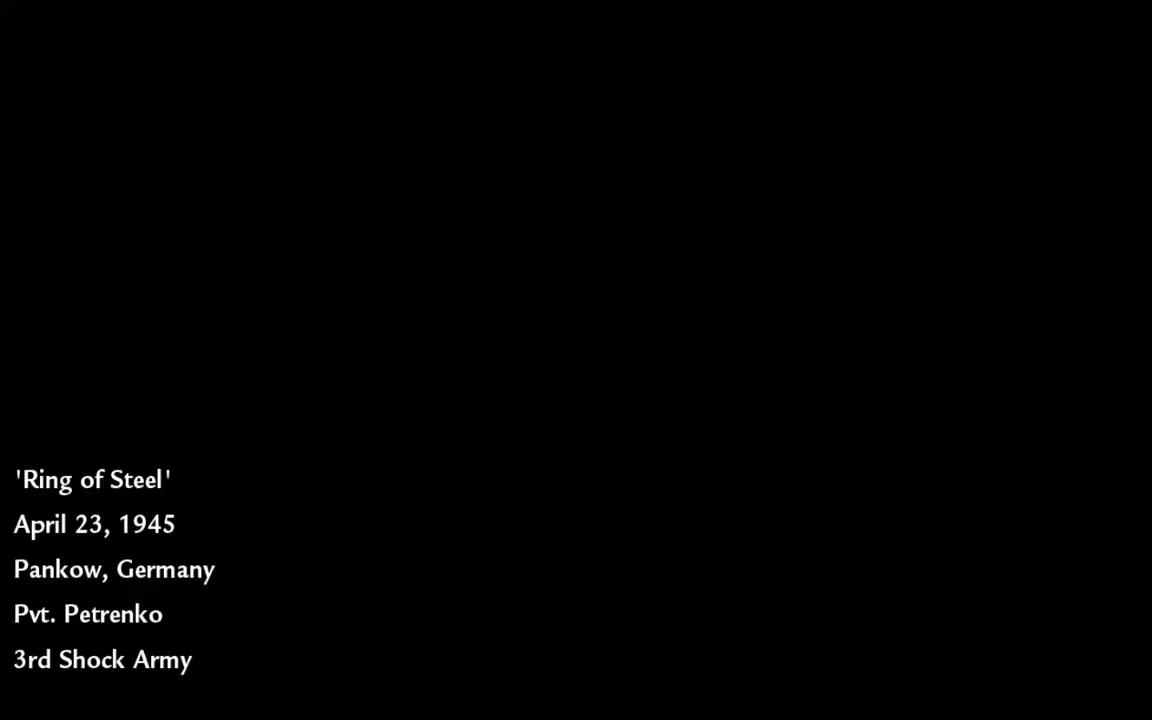 'Ring of Steel'
April 23, 1945
Pankow, Germany
Pvt. Petrenko
3rd Shock Army